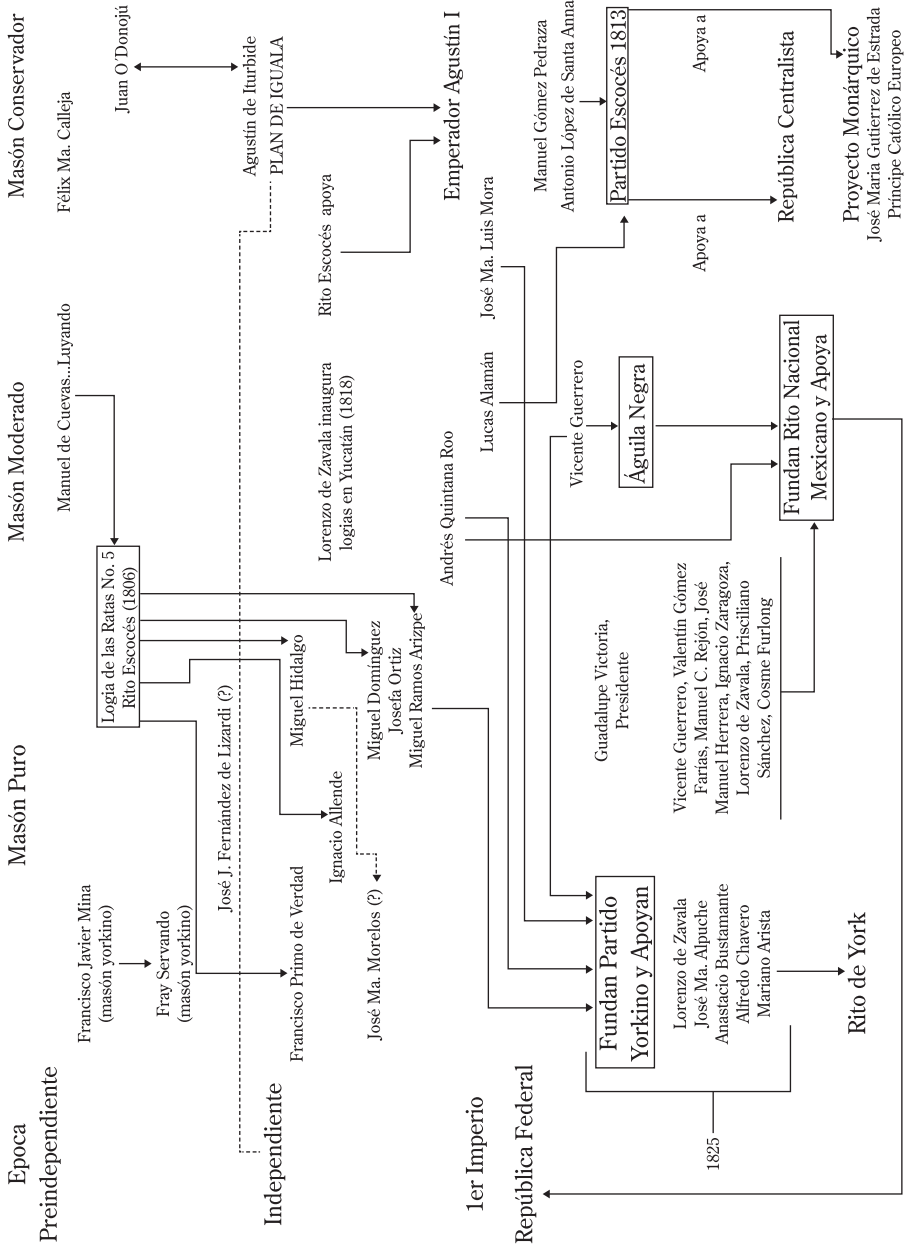 Epoca
Masón Puro
Masón Moderado
Masón Conservador
Preindependiente
Francisco Javier Mina
(masón yorkino)
Fray Servando
(masón yorkino)
Logia de las Ratas No. 5
Rito Escocés (1806)
Manuel de Cuevas...Luyando
Félix Ma. Calleja
Juan O´Donojú
José J. Fernández de Lizardi (?)
Agustín de Iturbide
PLAN DE IGUALA
Independiente
Francisco Primo de Verdad
Miguel Hidalgo
Ignacio Allende
José Ma. Morelos (?)
Miguel Domínguez
Josefa Ortiz
Miguel Ramos Arizpe
Lorenzo de Zavala inaugura
logias en Yucatán (1818)
Rito Escocés apoya
Emperador Agustín I
1er Imperio
Andrés Quintana Roo
Lucas Alamán
José Ma. Luis Mora
República Federal
Manuel Gómez Pedraza
Antonio López de Santa Anna
Vicente Guerrero
Partido Escocés 1813
Guadalupe Victoria,
Presidente
Águila Negra
Fundan Partido
Yorkino y Apoyan
Apoya a
Apoya a
Lorenzo de Zavala
José Ma. Alpuche
Anastacio Bustamante
Alfredo Chavero
Mariano Arista
Vicente Guerrero, Valentín Gómez
Farias, Manuel C. Rejón, José
Manuel Herrera, Ignacio Zaragoza,
Lorenzo de Zavala, Prisciliano
Sánchez, Cosme Furlong
1825
República Centralista
Fundan Rito Nacional
Mexicano y Apoya
Rito de York
Proyecto Monárquico
José Maria Gutierrez de Estrada
Príncipe Católico Europeo